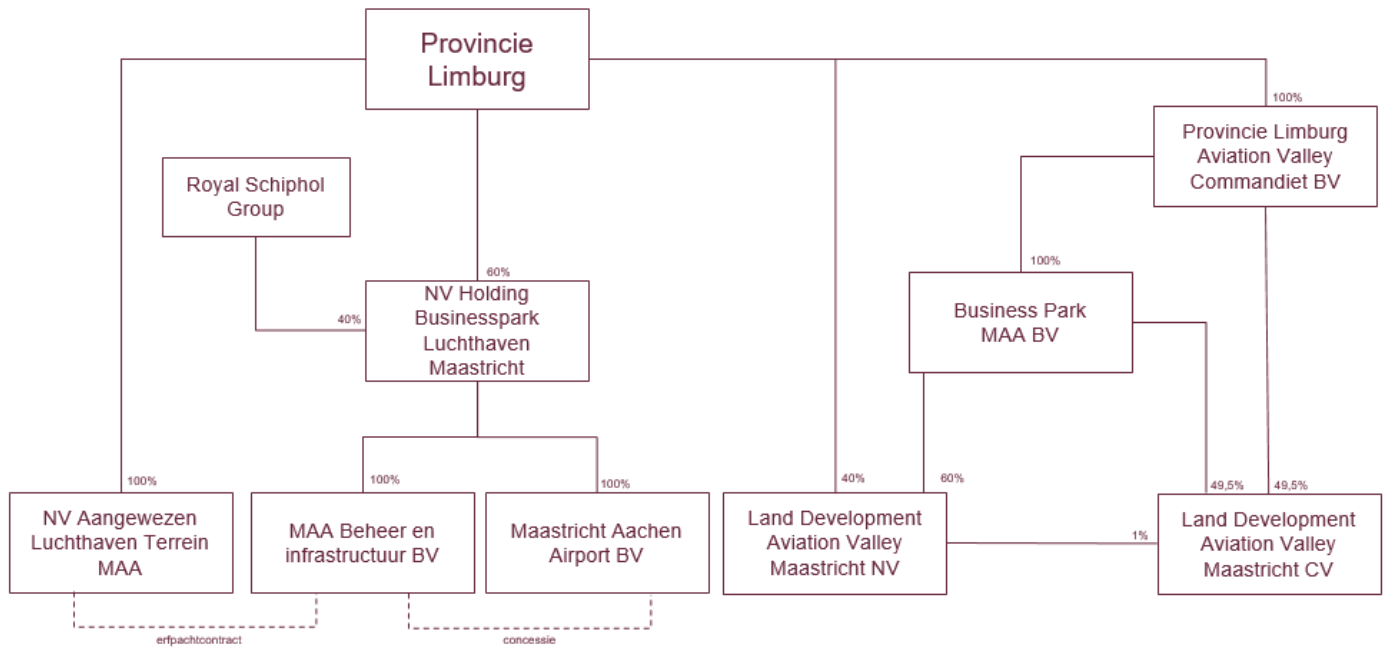 Provincie
Limburg
100%
Provincie Limburg
Aviation Valley
Commandiet BV
Royal Schiphol
Group
60%
40%
NV Holding
Businesspark
Luchthaven
Maastricht
100%
Business Park
MAA BV
100%
NV Aangewezen
Luchthaven Terrein
MAA
100%
MAA Beheer en
infrastructuur BV
100%
Maastricht Aachen
Airport BV
40%
60%
Land Development
Aviation Valley
Maastricht NV
1%
49,5%
49,5%
Land Development
Aviation Valley
Maastricht CV
erfpachtcontract
concessie